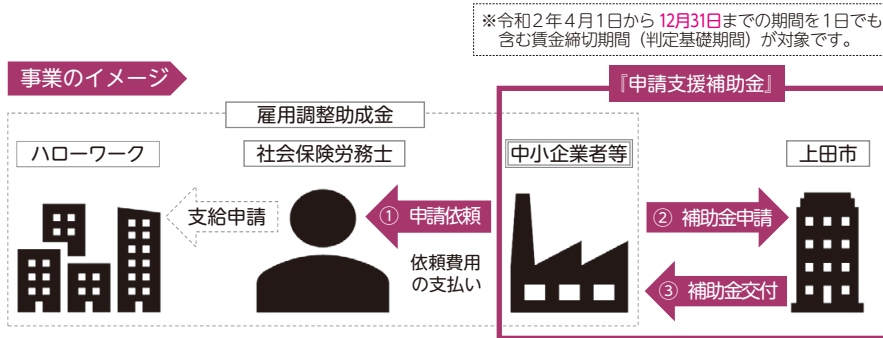 ※令和2年4月1日から12月31日までの期間を1日でも
含む賃金締切期間（判定基礎期間）が対象です。
事業のイメージ
『申請支援補助金』
雇用調整助成金
ハローワーク
社会保険労務士
中小企業者等
上田市
支給申請
① 申請依頼
② 補助金申請
依頼費用
の支払い
③ 補助金交付